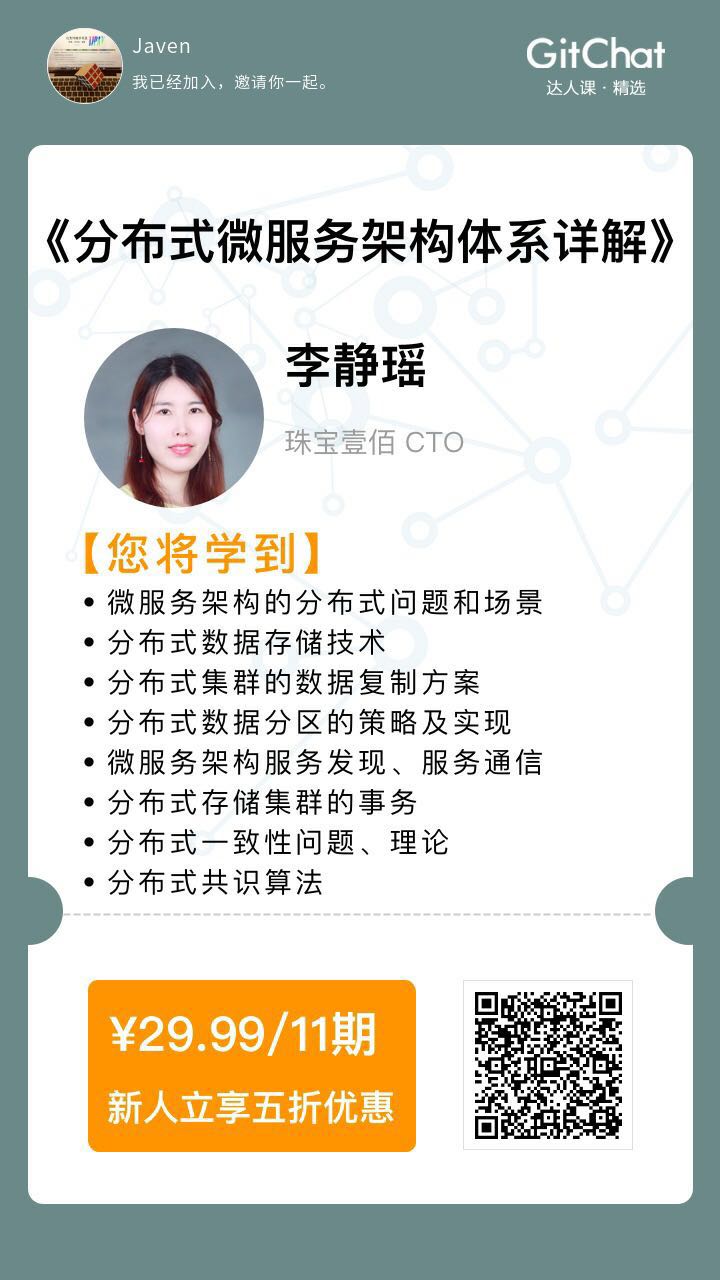 Javen
我已经加入，邀请你一起。
GitChat
达人课·精选
《分布式微服务架构体系详解》
李静瑶
珠宝壹佰 CTO
【您将学到】
• 微服务架构的分布式问题和场景
• 分布式数据存储技术
• 分布式集群的数据复制方案
• 分布式数据分区的策略及实现
• 微服务架构服务发现、服务通信
• 分布式存储集群的事务
• 分布式一致性问题、理论
• 分布式共识算法
¥29.99/11期
新人立享五折优惠